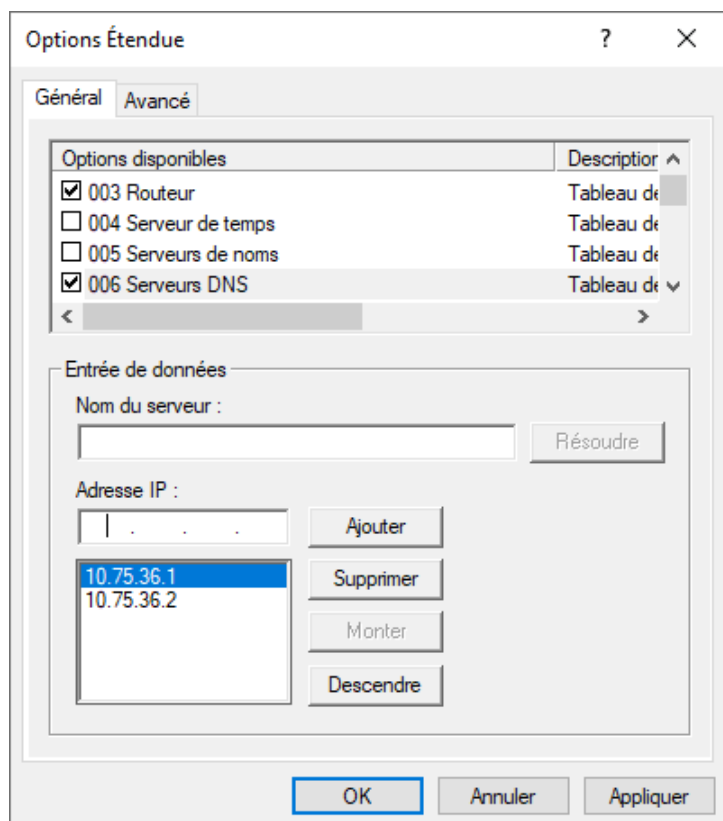 Options Étendue
Général Avancé
Options disponibles Description
003 Routeur Tableau de
004 Serveur de temps Tableau de
005 Serveurs de noms Tableau de
006 Serveurs DNS Tableau de
Entrée de données
Nom du serveur :
Résoudre
Adresse IP :
. . . Ajouter
10.75.36.1 Supprimer
10.75.36.2
Monter
Descendre
OK Annuler Appliquer